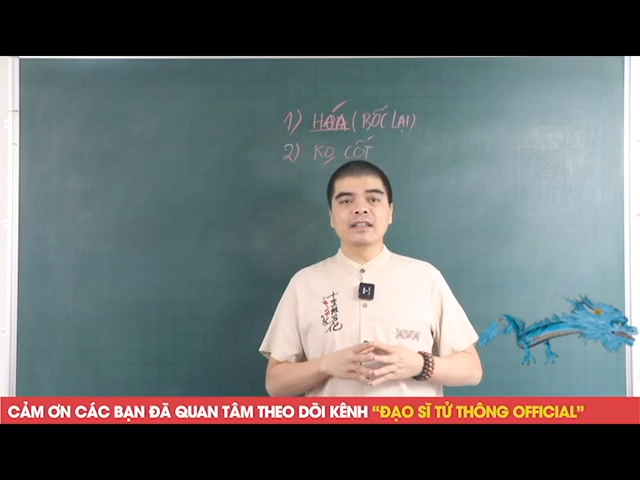 1) HÓA (BỐC LẠI)
2) KO CỐT
CẢM ƠN CÁC BẠN ĐÃ QUAN TÂM THEO DÕI KÊNH “ĐẠO SĨ TỬ THÔNG OFFICIAL”